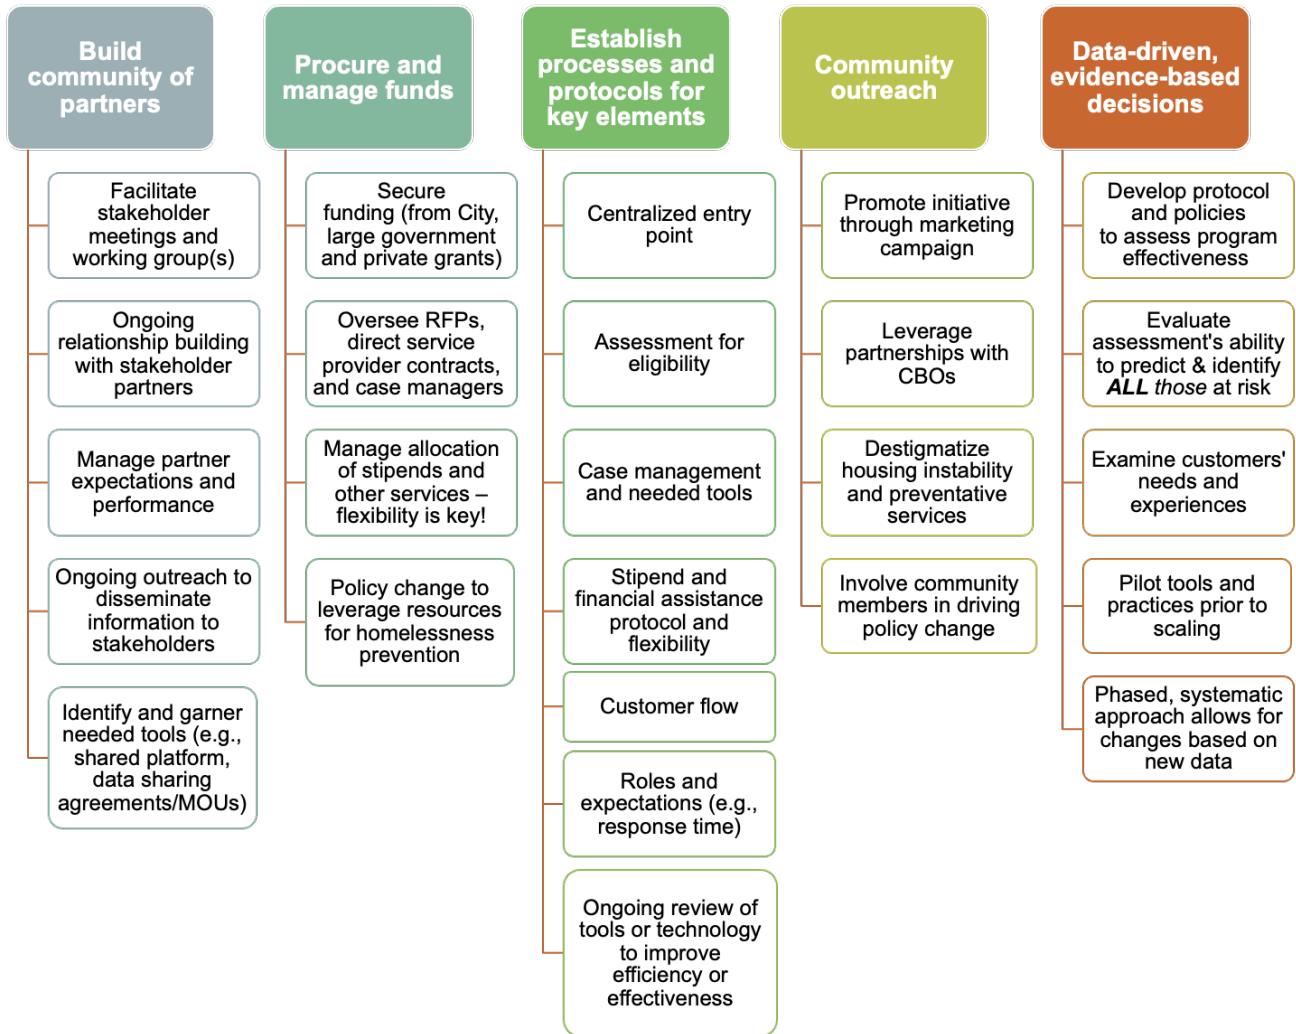 Build
community of
partners
Facilitate
stakeholder
meetings and
working group(s)
Ongoing
relationship building
with stakeholder
partners
Manage partner
expectations and
performance
Ongoing outreach to
disseminate
information to
stakeholders
Identify and garner
needed tools (e.g.,
shared platform,
data sharing
agreements/MOUs)
Procure and
manage funds
Secure
funding (from City,
large government
and private grants)
Oversee RFPs,
direct service
provider contracts,
and case managers
Manage allocation
of stipends and
other services –
flexibility is key!
Policy change to
leverage resources
for homelessness
prevention
Establish
processes and
protocols for
key elements
Centralized entry
point
Assessment for
eligibility
Case management
and needed tools
Stipend and
financial assistance
protocol and
flexibility
Customer flow
Roles and
expectations (e.g.,
response time)
Ongoing review of
tools or technology
to improve
efficiency or
effectiveness
Community
outreach
Promote initiative
through marketing
campaign
Leverage
partnerships with
CBOs
Destigmatize
housing instability
and preventative
services
Involve community
members in driving
policy change
Data-driven,
evidence-based
decisions
Develop protocol
and policies
to assess program
effectiveness
Evaluate
assessment's ability
to predict & identify
ALL those at risk
Examine customers'
needs and
experiences
Pilot tools and
practices prior to
scaling
Phased, systematic
approach allows for
changes based on
new data